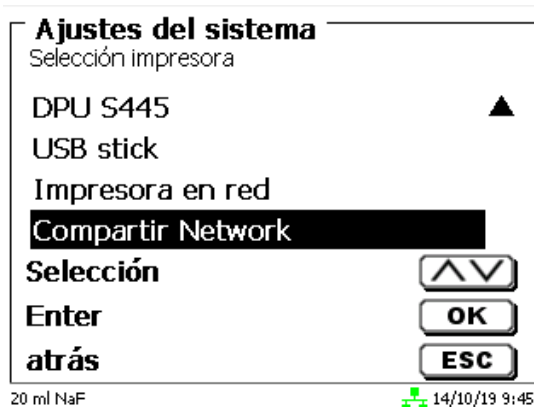 Ajustes del sistema
Selección impresora
DPU S445
USB stick
Impresora en red
Compartir Network
Selección
Enter OK
atrás ESC
20 ml NaF 14/10/19 9:45